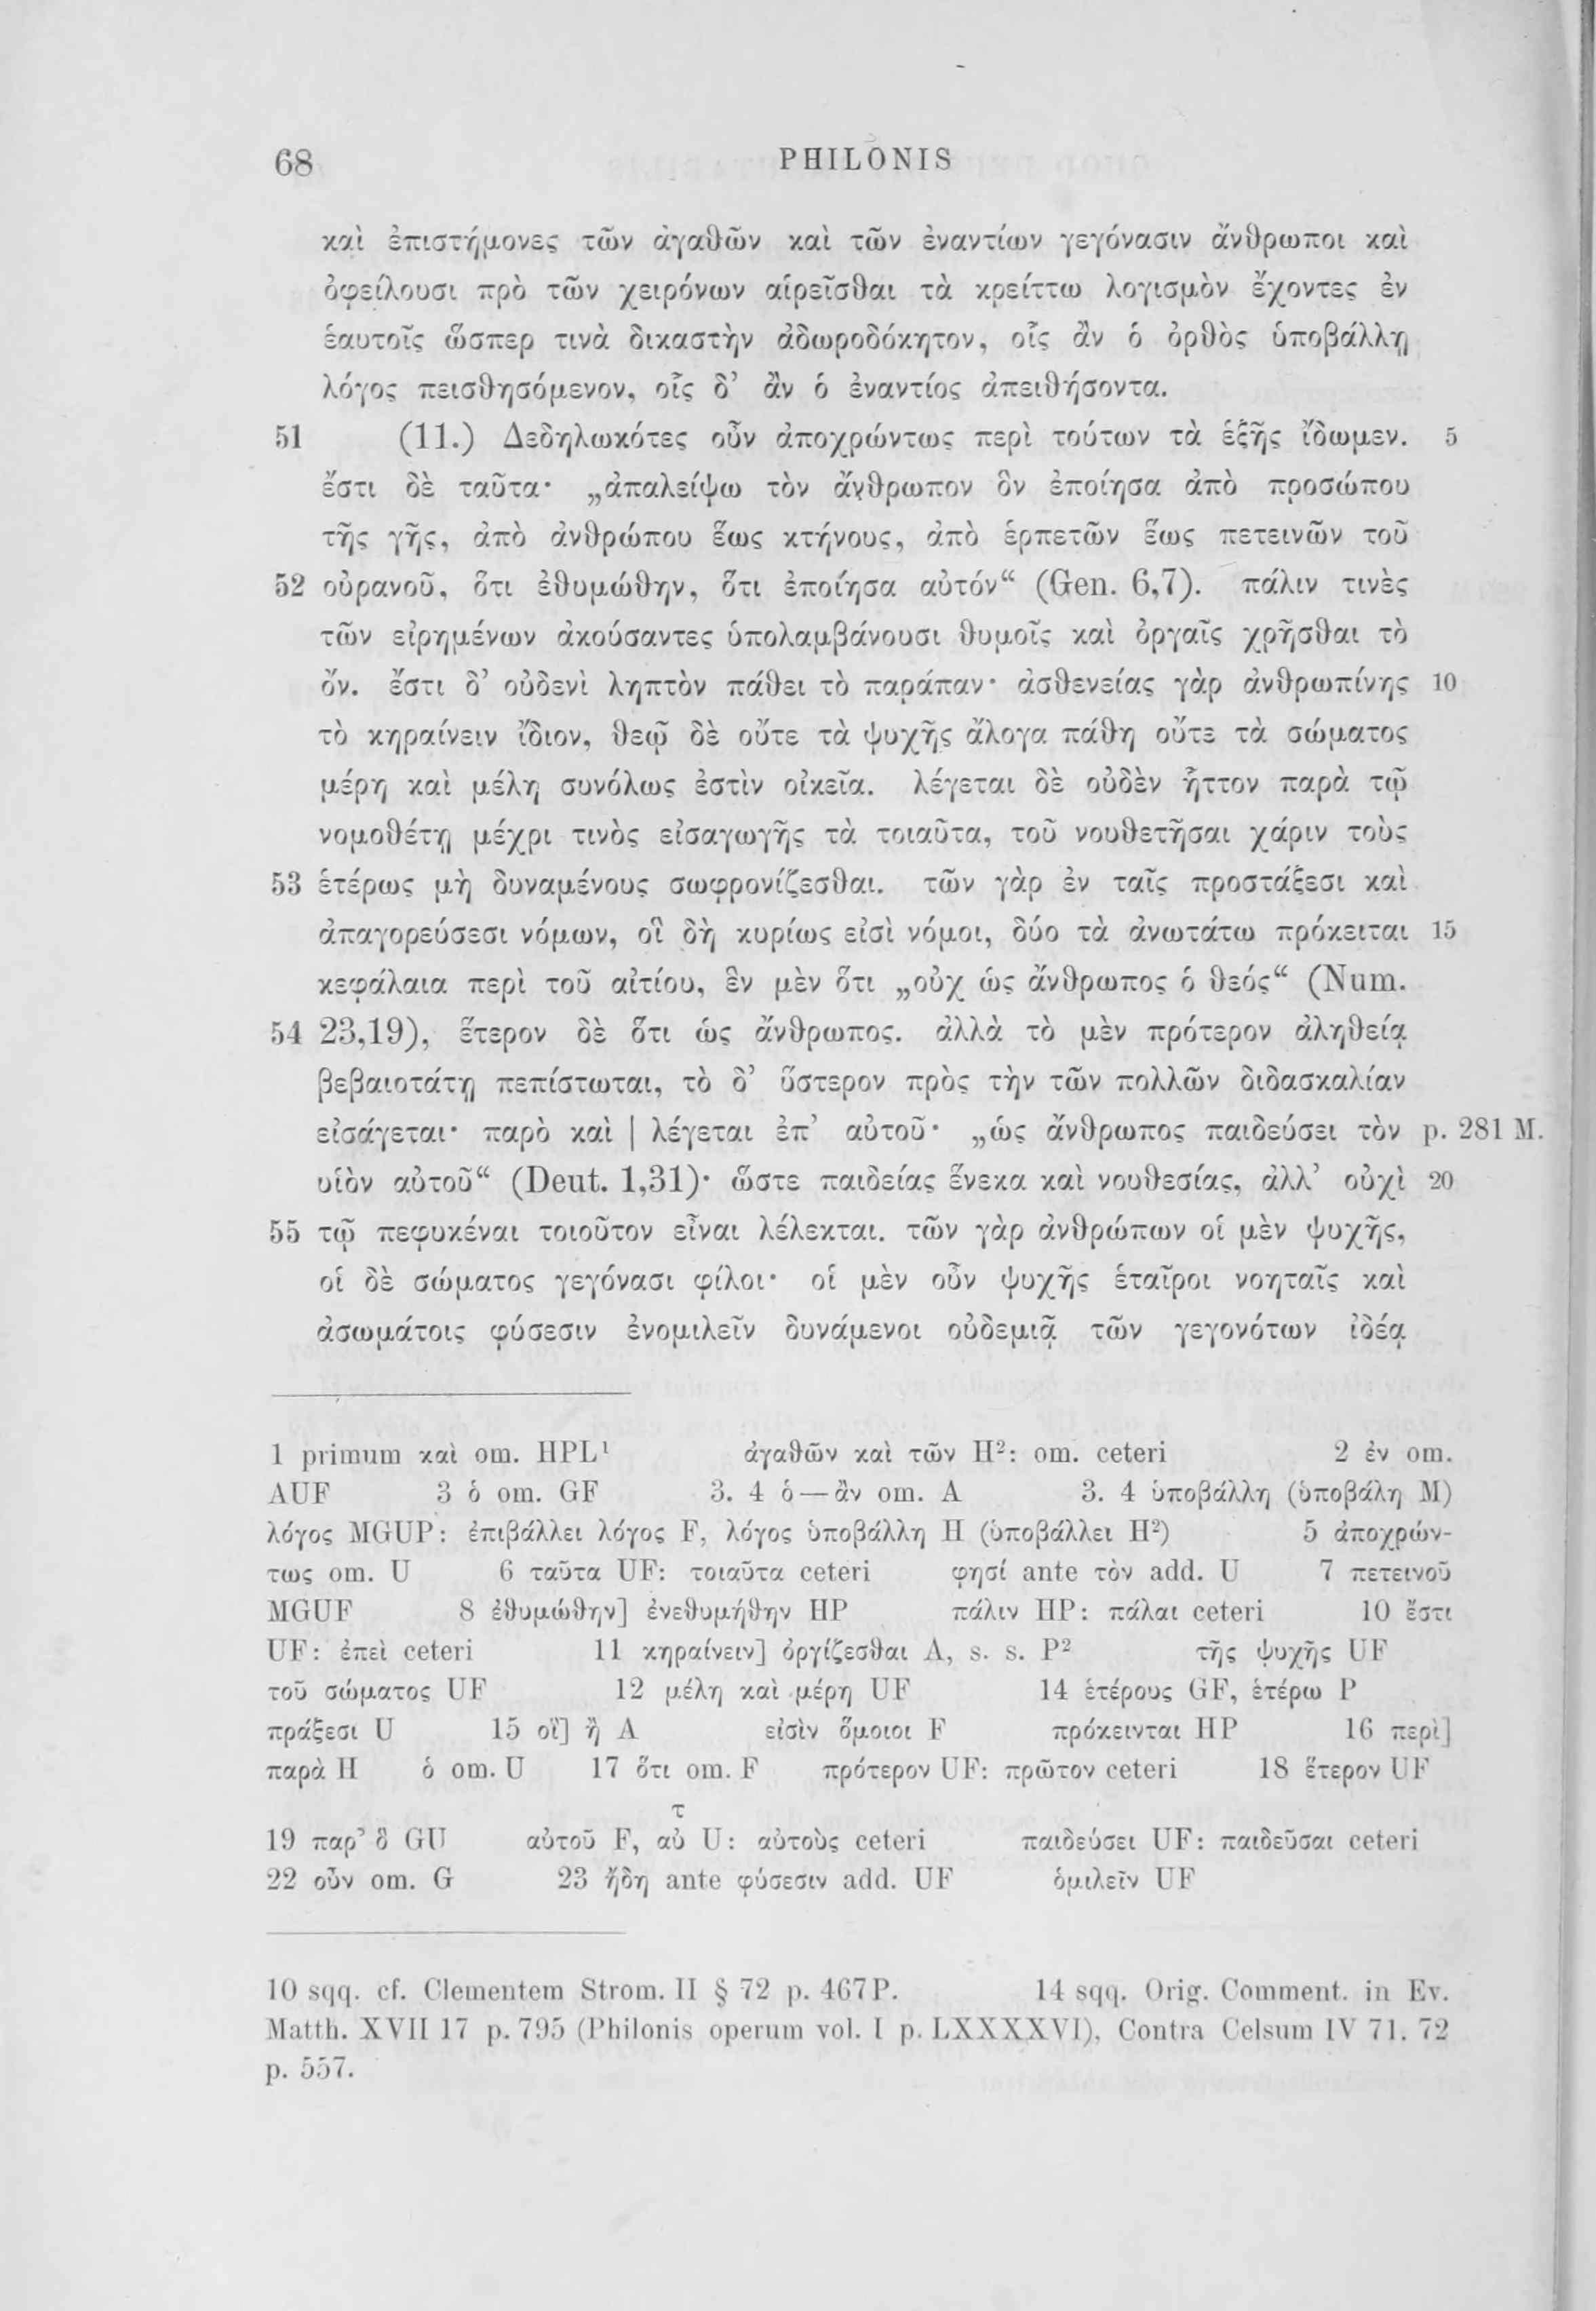 68 PHILONIS
καὶ ἐπιστήμονες τῶν ἀγαθῶν καὶ τῶν ἐναντίων γεγόνασιν ἄνθρωποι καὶ
ὀφείλουσι πρὸ τῶν χειρόνων αἱρεῖσθαι τὰ κρείττω λογισμὸν ἔχοντες ἐν
ἑαυτοῖς ὥσπερ τινὰ δικαστὴν ἀδωροδόκητον, οἷς ἂν ὁ ὀρθὸς ὑποβάλλῃ
λόγος πεισθησόμενον, οἷς δ’ ἂν ὁ ἐναντίος ἀπειθήσοντα.
51 (11.) Δεδηλωκότες οὖν ἀποχρώντως περὶ τούτων τὰ ἑξῆς ἴδωμεν. 5
ἔστι δὲ ταῦτα· „ἀπαλείψω τὸν ἄνθρωπον ὃν ἐποίησα ἀπὸ προσώπου
τῆς γῆς, ἀπὸ ἀνθρώπου ἕως κτήνους, ἀπὸ ἑρπετῶν ἕως πετεινῶν τοῦ
52 οὐρανοῦ, ὅτι ἐθυμώθην, ὅτι ἐποίησα αὐτόν“ (Gen. 6,7). πάλιν τινὲς
τῶν εἰρημένων ἀκούσαντες ὑπολαμβάνουσι θυμοῖς καὶ ὀργαῖς χρῆσθαι τὸ
ὄν. ἔστι δ’ οὐδενὶ ληπτὸν πάθει τὸ παράπαν· ἀσθενείας γὰρ ἀνθρωπίνης 10
τὸ κηραίνειν ἴδιον, θεῷ δὲ οὔτε τὰ ψυχῆς ἄλογα πάθη οὔτε τὰ σώματος
μέρη καὶ μέλη συνόλως ἐστὶν οἰκεῖα. λέγεται δὲ οὐδὲν ἧττον παρὰ τῷ
νομοθέτῃ μέχρι τινὸς εἰσαγωγῆς τὰ τοιαῦτα, τοῦ νουθετῆσαι χάριν τοὺς
53 ἑτέρως μὴ δυναμένους σωφρονίζεσθαι. τῶν γὰρ ἐν ταῖς προστάξεσι καὶ
ἀπαγορεύσεσι νόμων, οἳ δὴ κυρίως εἰσὶ νόμοι, δύο τὰ ἀνωτάτω πρόκειται 15
κεφάλαια περὶ τοῦ αἰτίου, ἓν μὲν ὅτι „οὐχ ὡς ἄνθρωπος ὁ θεός“ (Num.
54 23,19), ἕτερον δὲ ὅτι ὡς ἄνθρωπος. ἀλλὰ τὸ μὲν πρότερον ἀληθείᾳ
βεβαιοτάτῃ πεπίστωται, τὸ δ’ ὕστερον πρὸς τὴν τῶν πολλῶν διδασκαλίαν
εἰσάγεται· παρὸ καὶ | λέγεται ἐπ’ αὐτοῦ· „ὡς ἄνθρωπος παιδεύσει τὸν p. 281 M.
υἱὸν αὐτοῦ“ (Deut. 1,31)· ὥστε παιδείας ἕνεκα καὶ νουθεσίας, ἀλλ’ οὐχὶ 20
55 τῷ πεφυκέναι τοιοῦτον εἶναι λέλεκται. τῶν γὰρ ἀνθρώπων οἱ μὲν ψυχῆς,
οἱ δὲ σώματος γεγόνασι φίλοι· οἱ μὲν οὖν ψυχῆς ἑταῖροι νοηταῖς καὶ
ἀσωμάτοις φύσεσιν ἐνομιλεῖν δυνάμενοι οὐδεμιᾷ τῶν γεγονότων ἰδέᾳ
1 primum καὶ om. HPL¹ ἀγαθῶν καὶ τῶν H²: om. ceteri 2 ἐν om.
AUF 3 ὁ om. GF 3. 4 ὁ—ἂν om. A 3. 4 ὑποβάλλη (ὑποβάλη M)
λόγος MGUP: ἐπιβάλλει λόγος F, λόγος ὑποβάλλη H (ὑποβάλλει H²) 5 ἀποχρών-
τως om. U 6 ταῦτα UF: τοιαῦτα ceteri φησί ante τὸν add. U 7 πετεινοῦ
MGUF 8 ἐθυμώθην] ἐνεθυμήθην HP πάλιν HP: πάλαι ceteri 10 ἔστι
UF: ἐπεὶ ceteri 11 κηραίνειν] ὀργίζεσθαι A, s. s. P² τῆς ψυχῆς UF
τοῦ σώματος UF 12 μέλη καὶ μέρη UF 14 ἑτέρους GF, ἑτέρω P
πράξεσι U 15 οἳ] ἢ A εἰσὶν ὅμοιοι F πρόκεινται HP 16 περὶ]
παρὰ H ὁ om. U 17 ὅτι om. F πρότερον UF: πρῶτον ceteri 18 ἕτερον UF
τ
19 παρ’ ὃ GU αὐτοῦ F, αὐ U: αὐτοὺς ceteri παιδεύσει UF: παιδεῦσαι ceteri
22 οὖν om. G 23 ἤδη ante φύσεσιν add. UF ὁμιλεῖν UF
10 sqq. cf. Clementem Strom. II § 72 p. 467 P. 14 sqq. Orig. Comment. in Ev.
Matth. XVII 17 p. 795 (Philonis operum vol. I p. LXXXXVI), Contra Celsum IV 71. 72
p. 557.